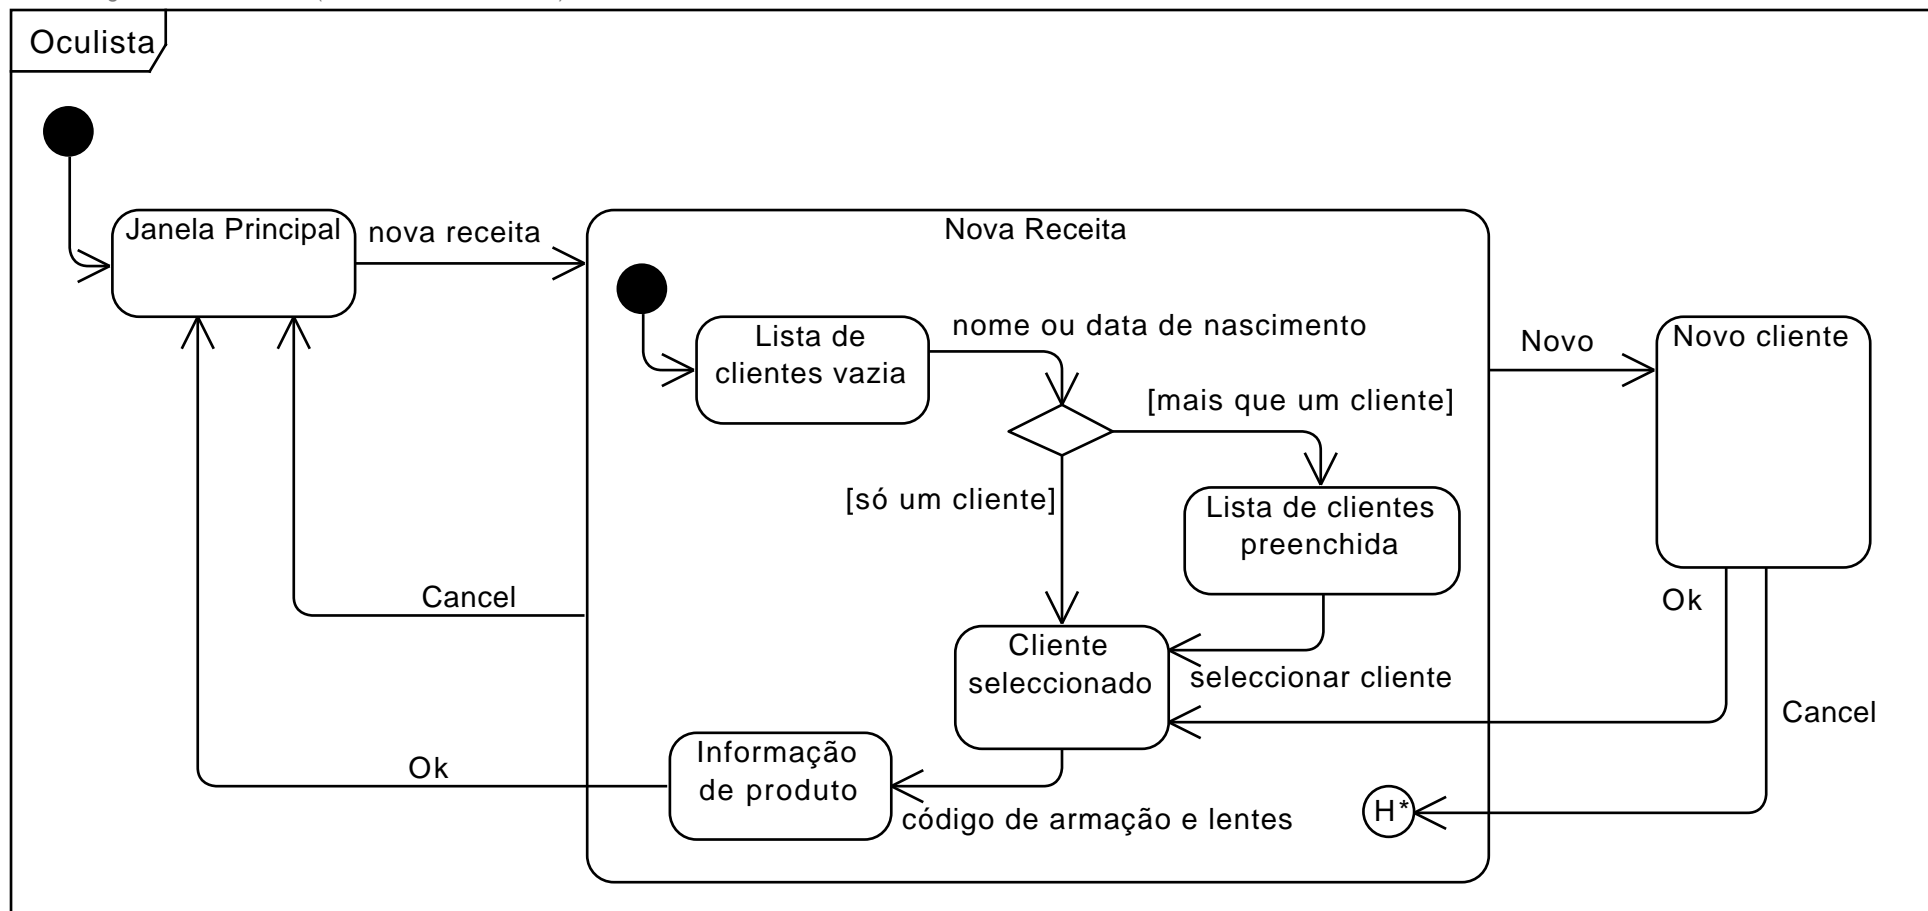 Oculista
Janela Principal
nova receita
Nova Receita
Lista de
clientes vazia
nome ou data de nascimento
[mais que um cliente]
[só um cliente]
Lista de clientes
preenchida
Novo
Novo cliente
Cancel
Cliente
seleccionado
seleccionar cliente
Ok
Cancel
Informação
de produto
Ok
código de armação e lentes
H*